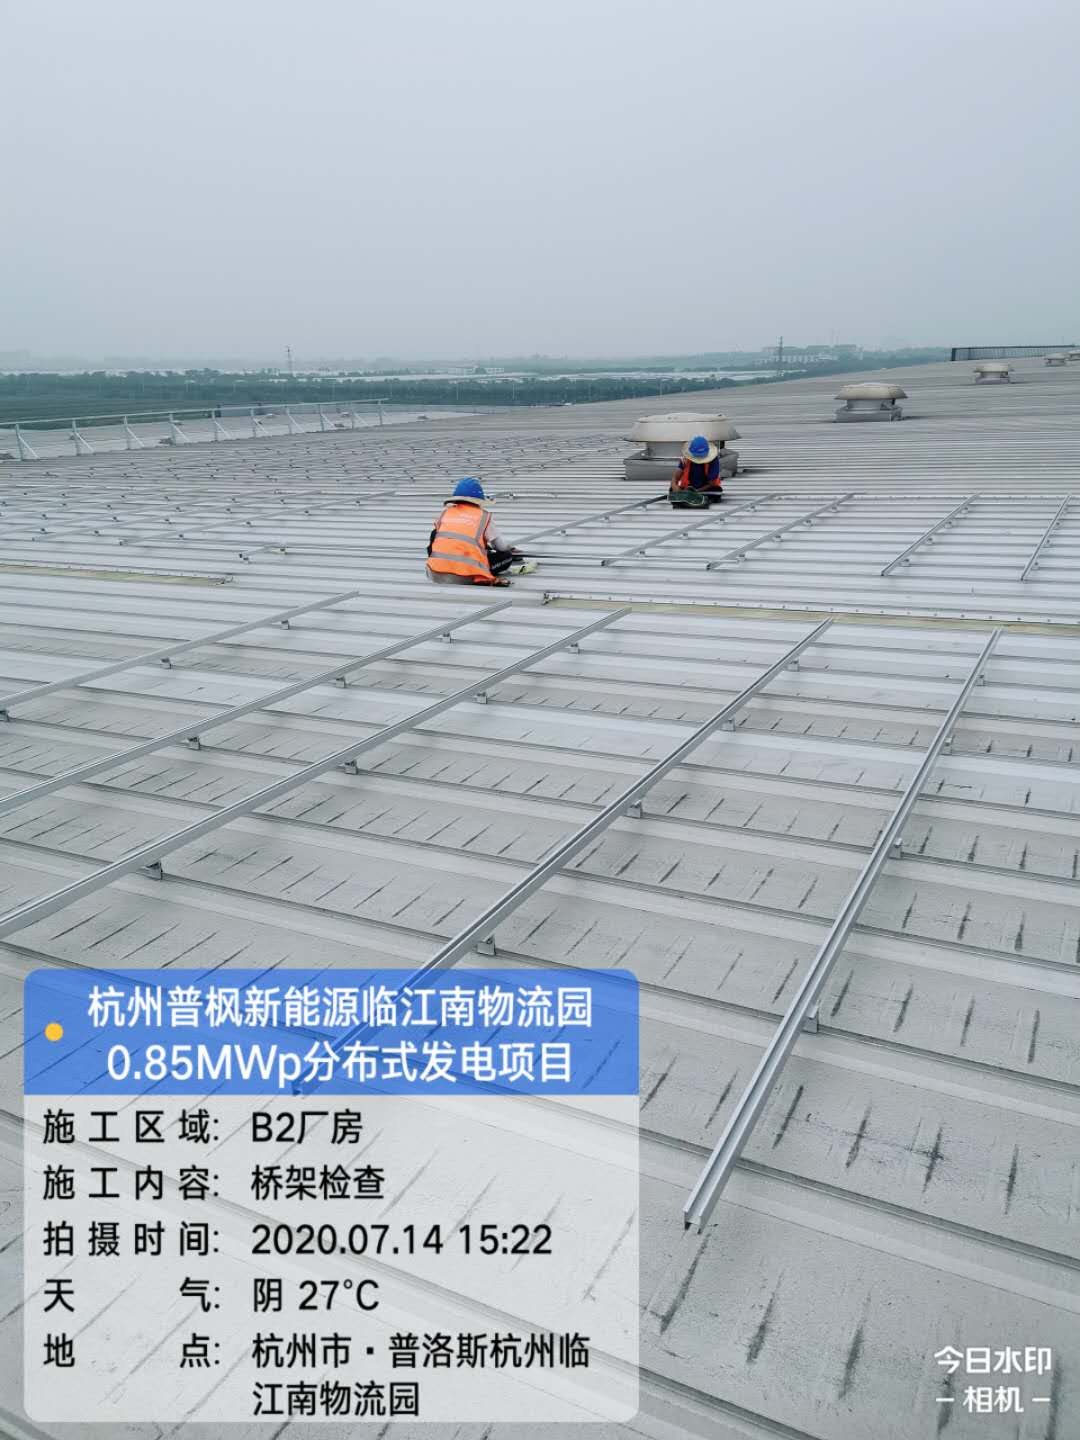 杭州普枫新能源临江南物流园
0.85MWp分布式发电项目
施工区域: B2厂房
施工内容: 桥架检查
拍摄时间: 2020.07.14 15:22
天气: 阴 27°C
地点: 杭州市·普洛斯杭州临
江南物流园
今日水印
相机